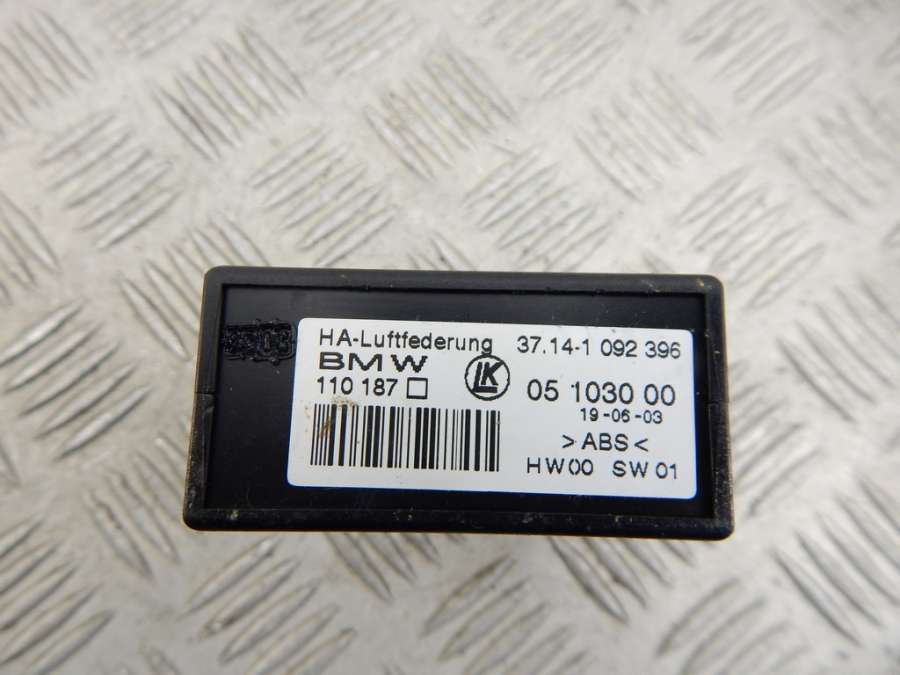 HA-Luftfederung 37.14-1 092 396
BMW
LK
110 187 05 1030 00
19-06-03
>ABS<
HW00 SW01